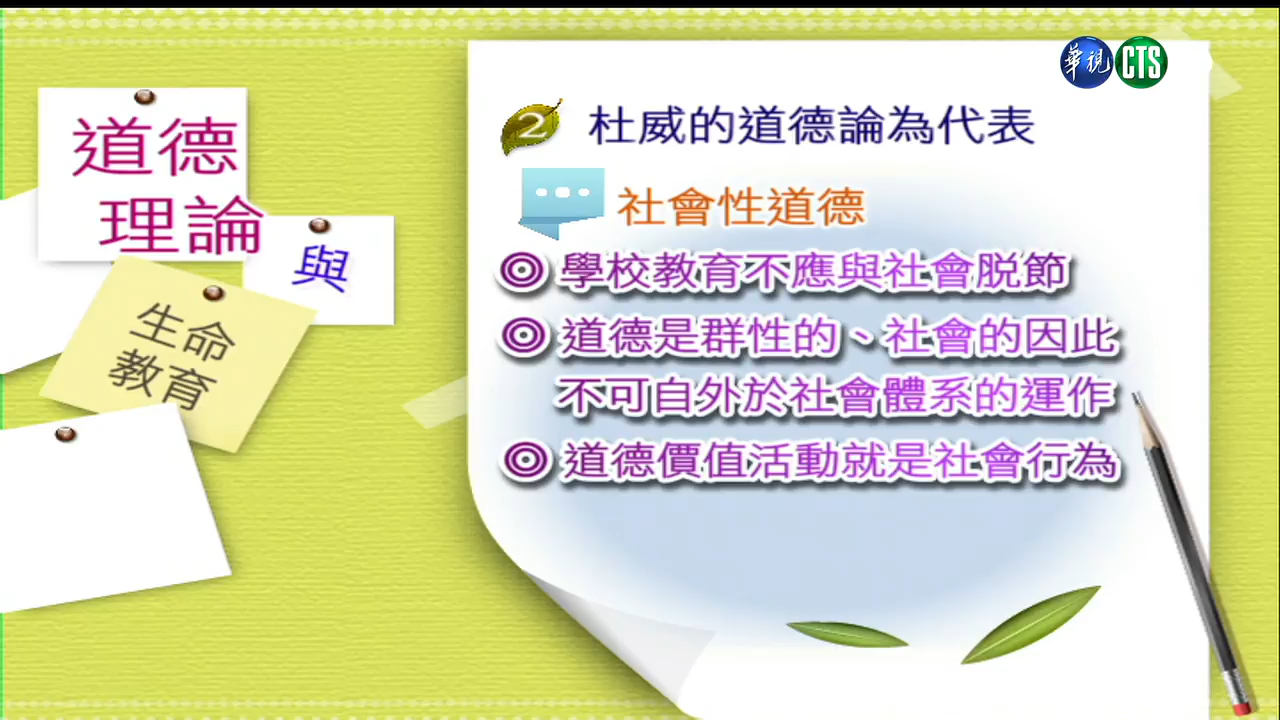 華視 CTS
道德
理論
與
生命
教育
2 杜威的道德論為代表
社會性道德
◎ 學校教育不應與社會脱節
◎ 道德是群性的、社會的因此
不可自外於社會體系的運作
◎ 道德價值活動就是社會行為